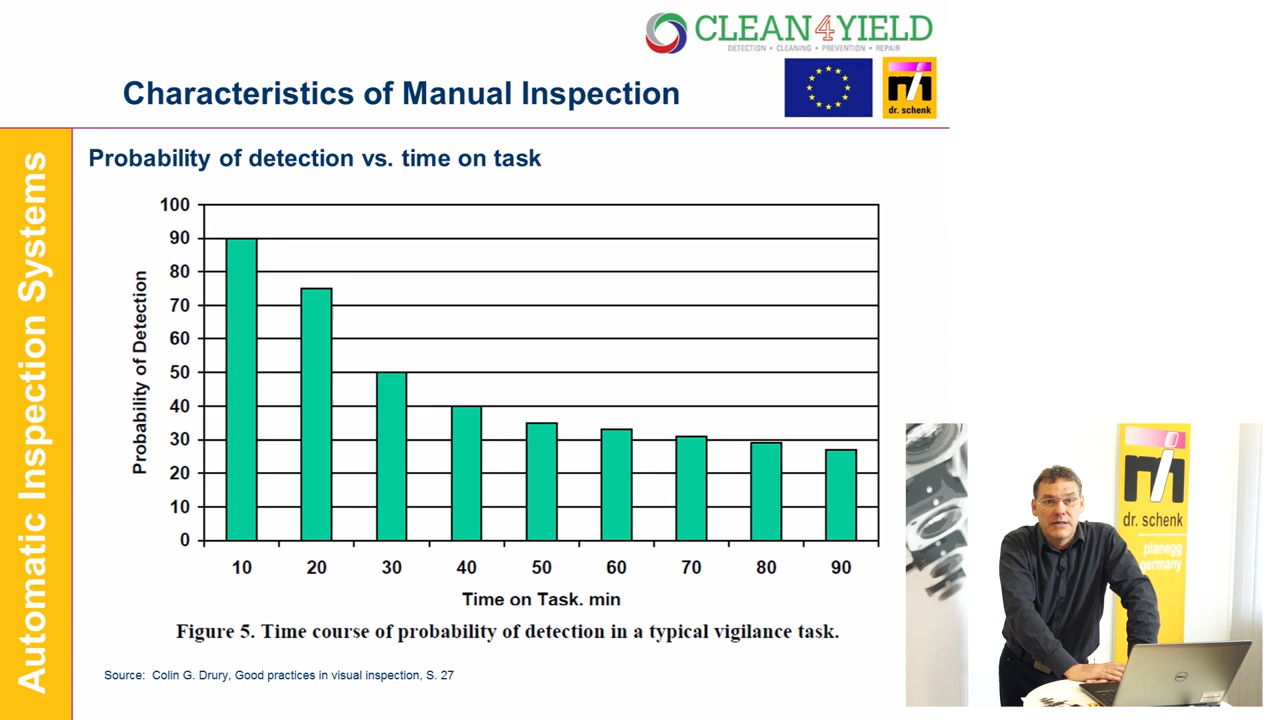 CLEAN4YIELD
DETECTION • CLEANING • PREVENTION • REPAIR
Characteristics of Manual Inspection
dr. schenk
Automatic Inspection Systems
Probability of detection vs. time on task
100
90
80
70
60
50
40
30
20
10
0
Probability of Detection
10 20 30 40 50 60 70 80 90
Time on Task. min
Figure 5. Time course of probability of detection in a typical vigilance task.
Source: Colin G. Drury, Good practices in visual inspection, S. 27
dr. schenk
planegg
germany
DELL